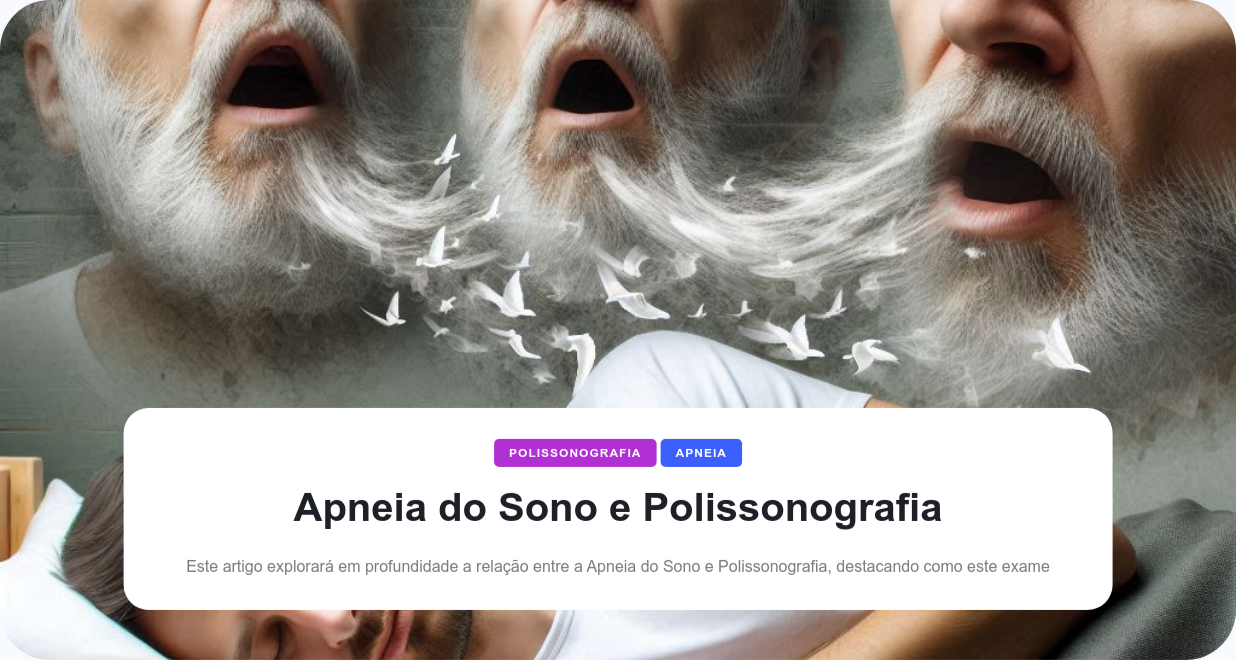 POLISSONOGRAFIA APNEIA
Apneia do Sono e Polissonografia
Este artigo explorará em profundidade a relação entre a Apneia do Sono e Polissonografia, destacando como este exame